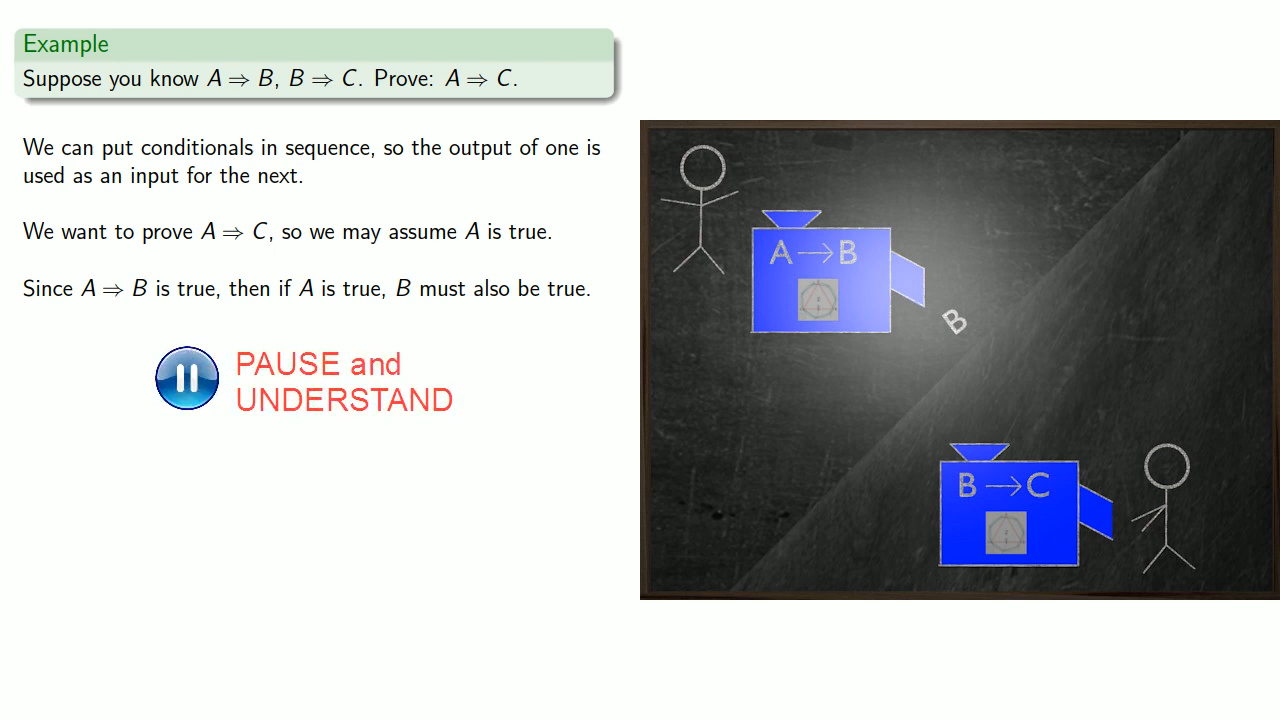 Example
Suppose you know A ⇒ B, B ⇒ C. Prove: A ⇒ C.
We can put conditionals in sequence, so the output of one is
used as an input for the next.
We want to prove A ⇒ C, so we may assume A is true.
Since A ⇒ B is true, then if A is true, B must also be true.
PAUSE and
UNDERSTAND
A → B
B
B → C